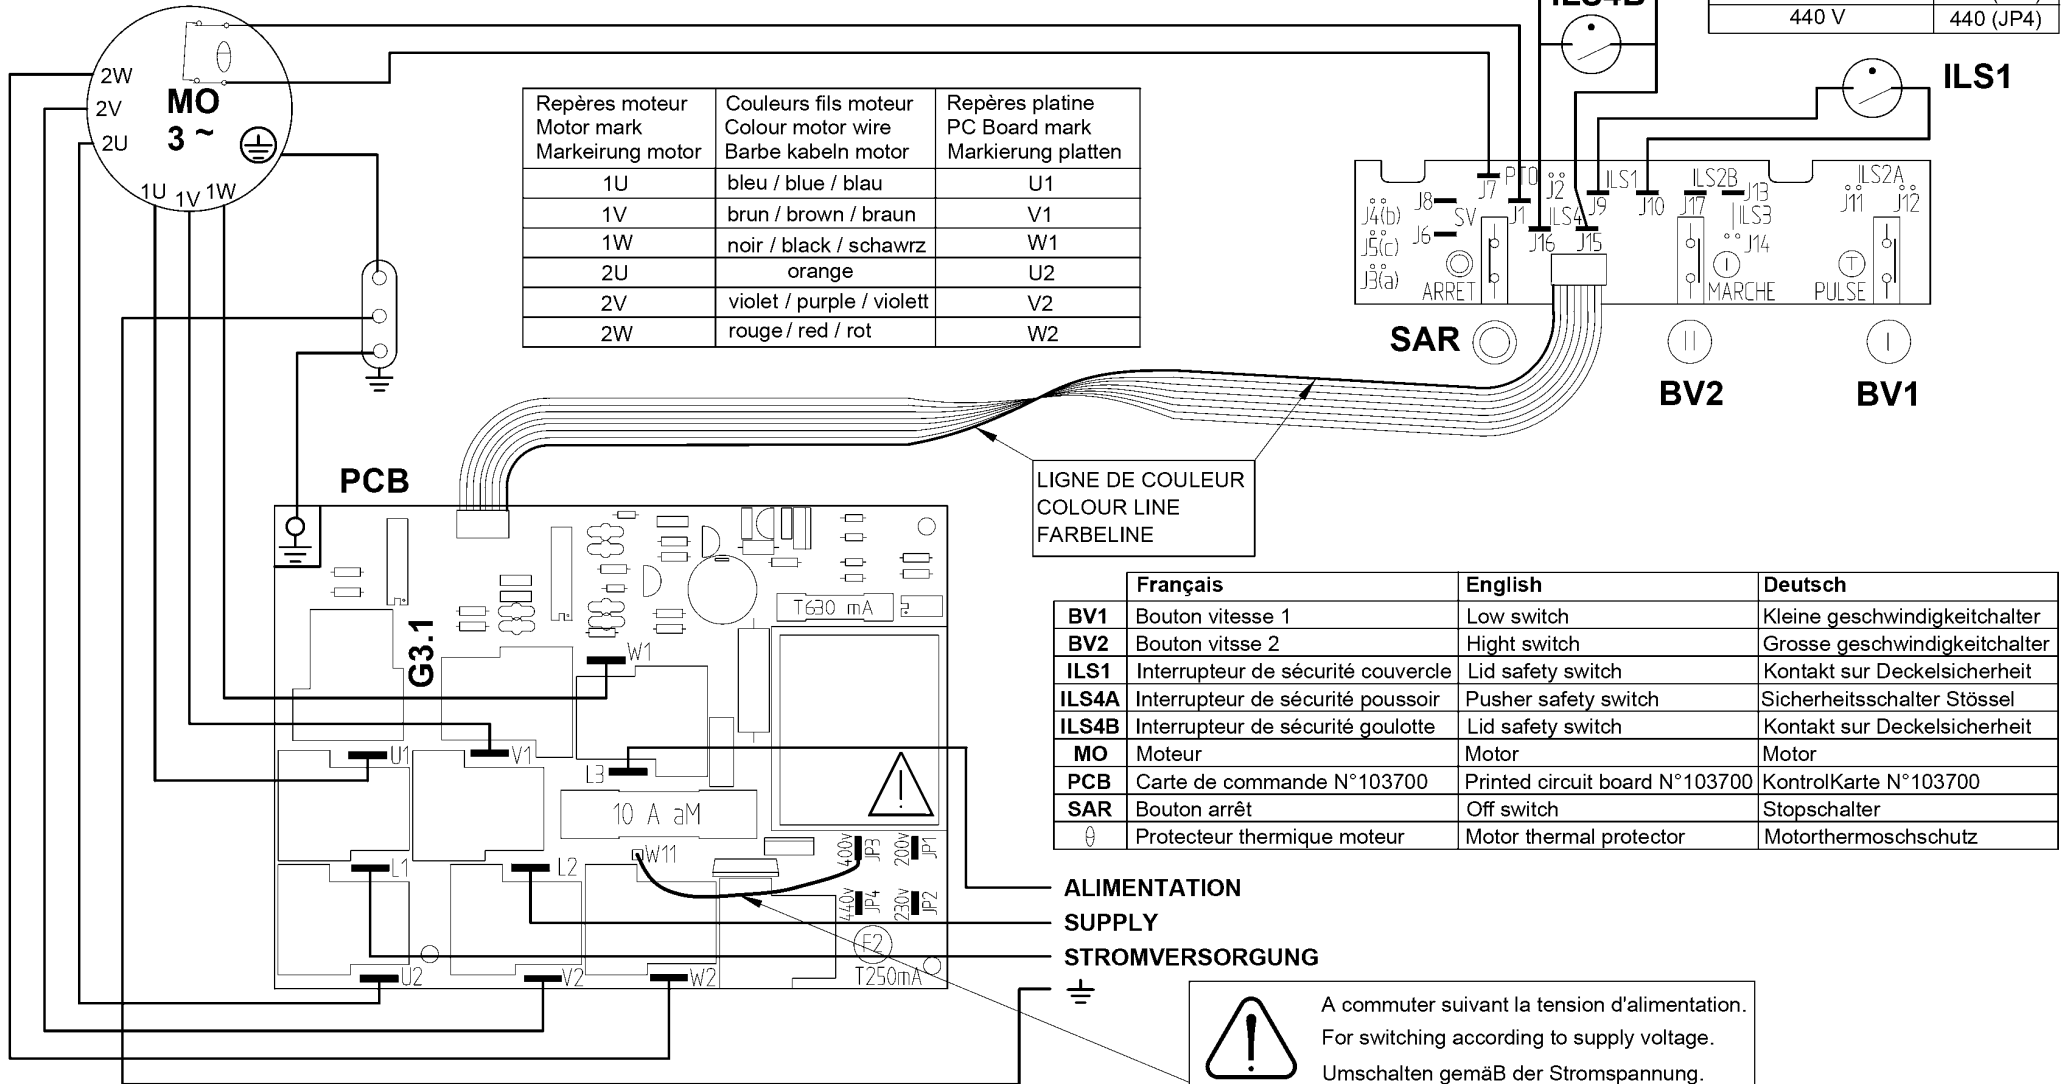 ILS4B
440 V 440 (JP4)
ILS1
2W
2V
2U
MO
3 ~
θ
1U 1V 1W
Repères moteur Couleurs fils moteur Repères platine
Motor mark Colour motor wire PC Board mark
Markeirung motor Barbe kabeln motor Markierung platten
1U bleu / blue / blau U1
1V brun / brown / braun V1
1W noir / black / schawrz W1
2U orange U2
2V violet / purple / violett V2
2W rouge / red / rot W2
J7 PTO J2 ILS1 ILS2B ILS2A
J4(b) J8 SV J1 ILS4 J9 J10 J17 J13 J11 J12
J5(c) J6 J16 J15 ILS3 J14
J3(a) ARRET I MARCHE T PULSE
SAR II I
BV2 BV1
LIGNE DE COULEUR
COLOUR LINE
FARBELINE
PCB
T630 mA
G3.1
W1
U1 V1
L3
10 A aM
W11
400v JP3 200v JP1
L1 L2
440v JP4 230v JP2
F2
T250mA
U2 V2 W2
Français English Deutsch
BV1 Bouton vitesse 1 Low switch Kleine geschwindigkeitchalter
BV2 Bouton vitsse 2 Hight switch Grosse geschwindigkeitchalter
ILS1 Interrupteur de sécurité couvercle Lid safety switch Kontakt sur Deckelsicherheit
ILS4A Interrupteur de sécurité poussoir Pusher safety switch Sicherheitsschalter Stössel
ILS4B Interrupteur de sécurité goulotte Lid safety switch Kontakt sur Deckelsicherheit
MO Moteur Motor Motor
PCB Carte de commande N°103700 Printed circuit board N°103700 KontrolKarte N°103700
SAR Bouton arrêt Off switch Stopschalter
θ Protecteur thermique moteur Motor thermal protector Motorthermoschschutz
ALIMENTATION
SUPPLY
STROMVERSORGUNG
A commuter suivant la tension d'alimentation.
For switching according to supply voltage.
Umschalten gemäB der Stromspannung.